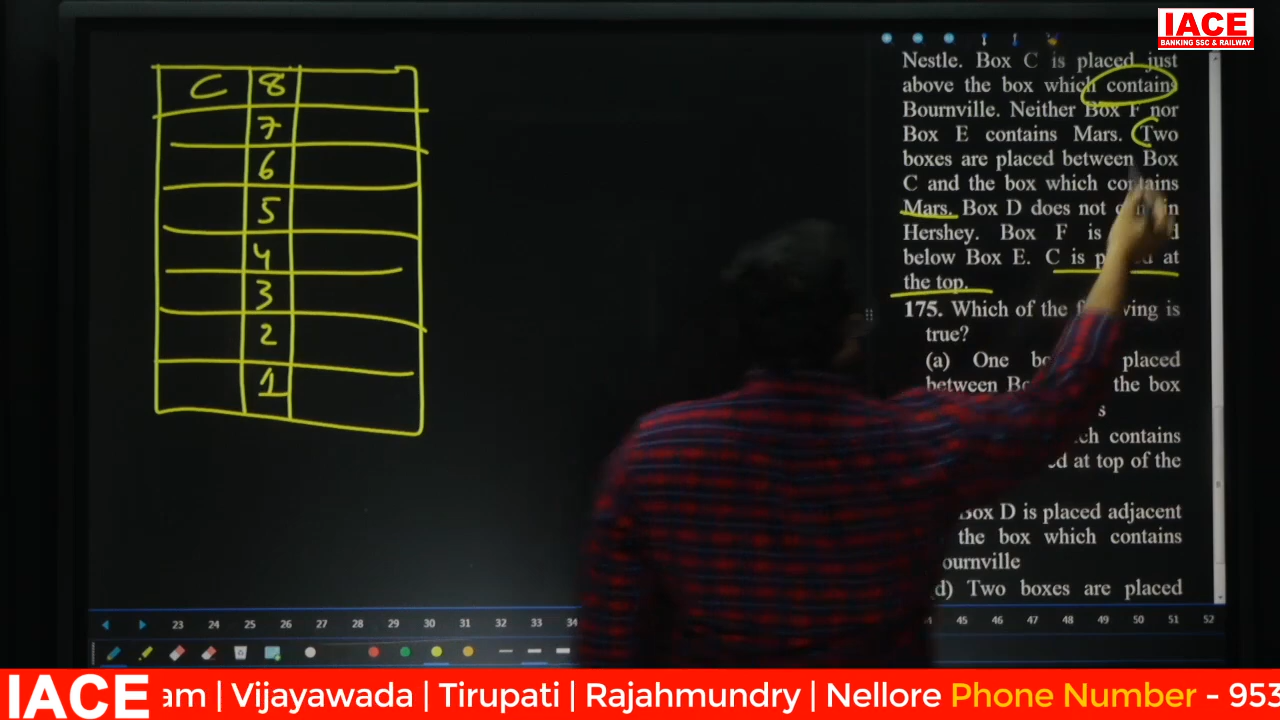 IACE
BANKING SSC & RAILWAY
C 8
7
6
5
4
3
2
1
Nestle. Box C is placed just
above the box which contains
Bournville. Neither Box F nor
Box E contains Mars. Two
boxes are placed between Box
C and the box which contains
Mars. Box D does not
Hershey. Box F is
below Box E. C is at
the top.
175. Which of the is
true?
(a) One placed
between the box
s
contains
at top of the
Box D is placed adjacent
the box which contains
ournville
d) Two boxes are placed
23 24 25 26 27 28 29 30 31 32 33 34 45 46 47 48 49 50 51 52
IACE am | Vijayawada | Tirupati | Rajahmundry | Nellore Phone Number - 953